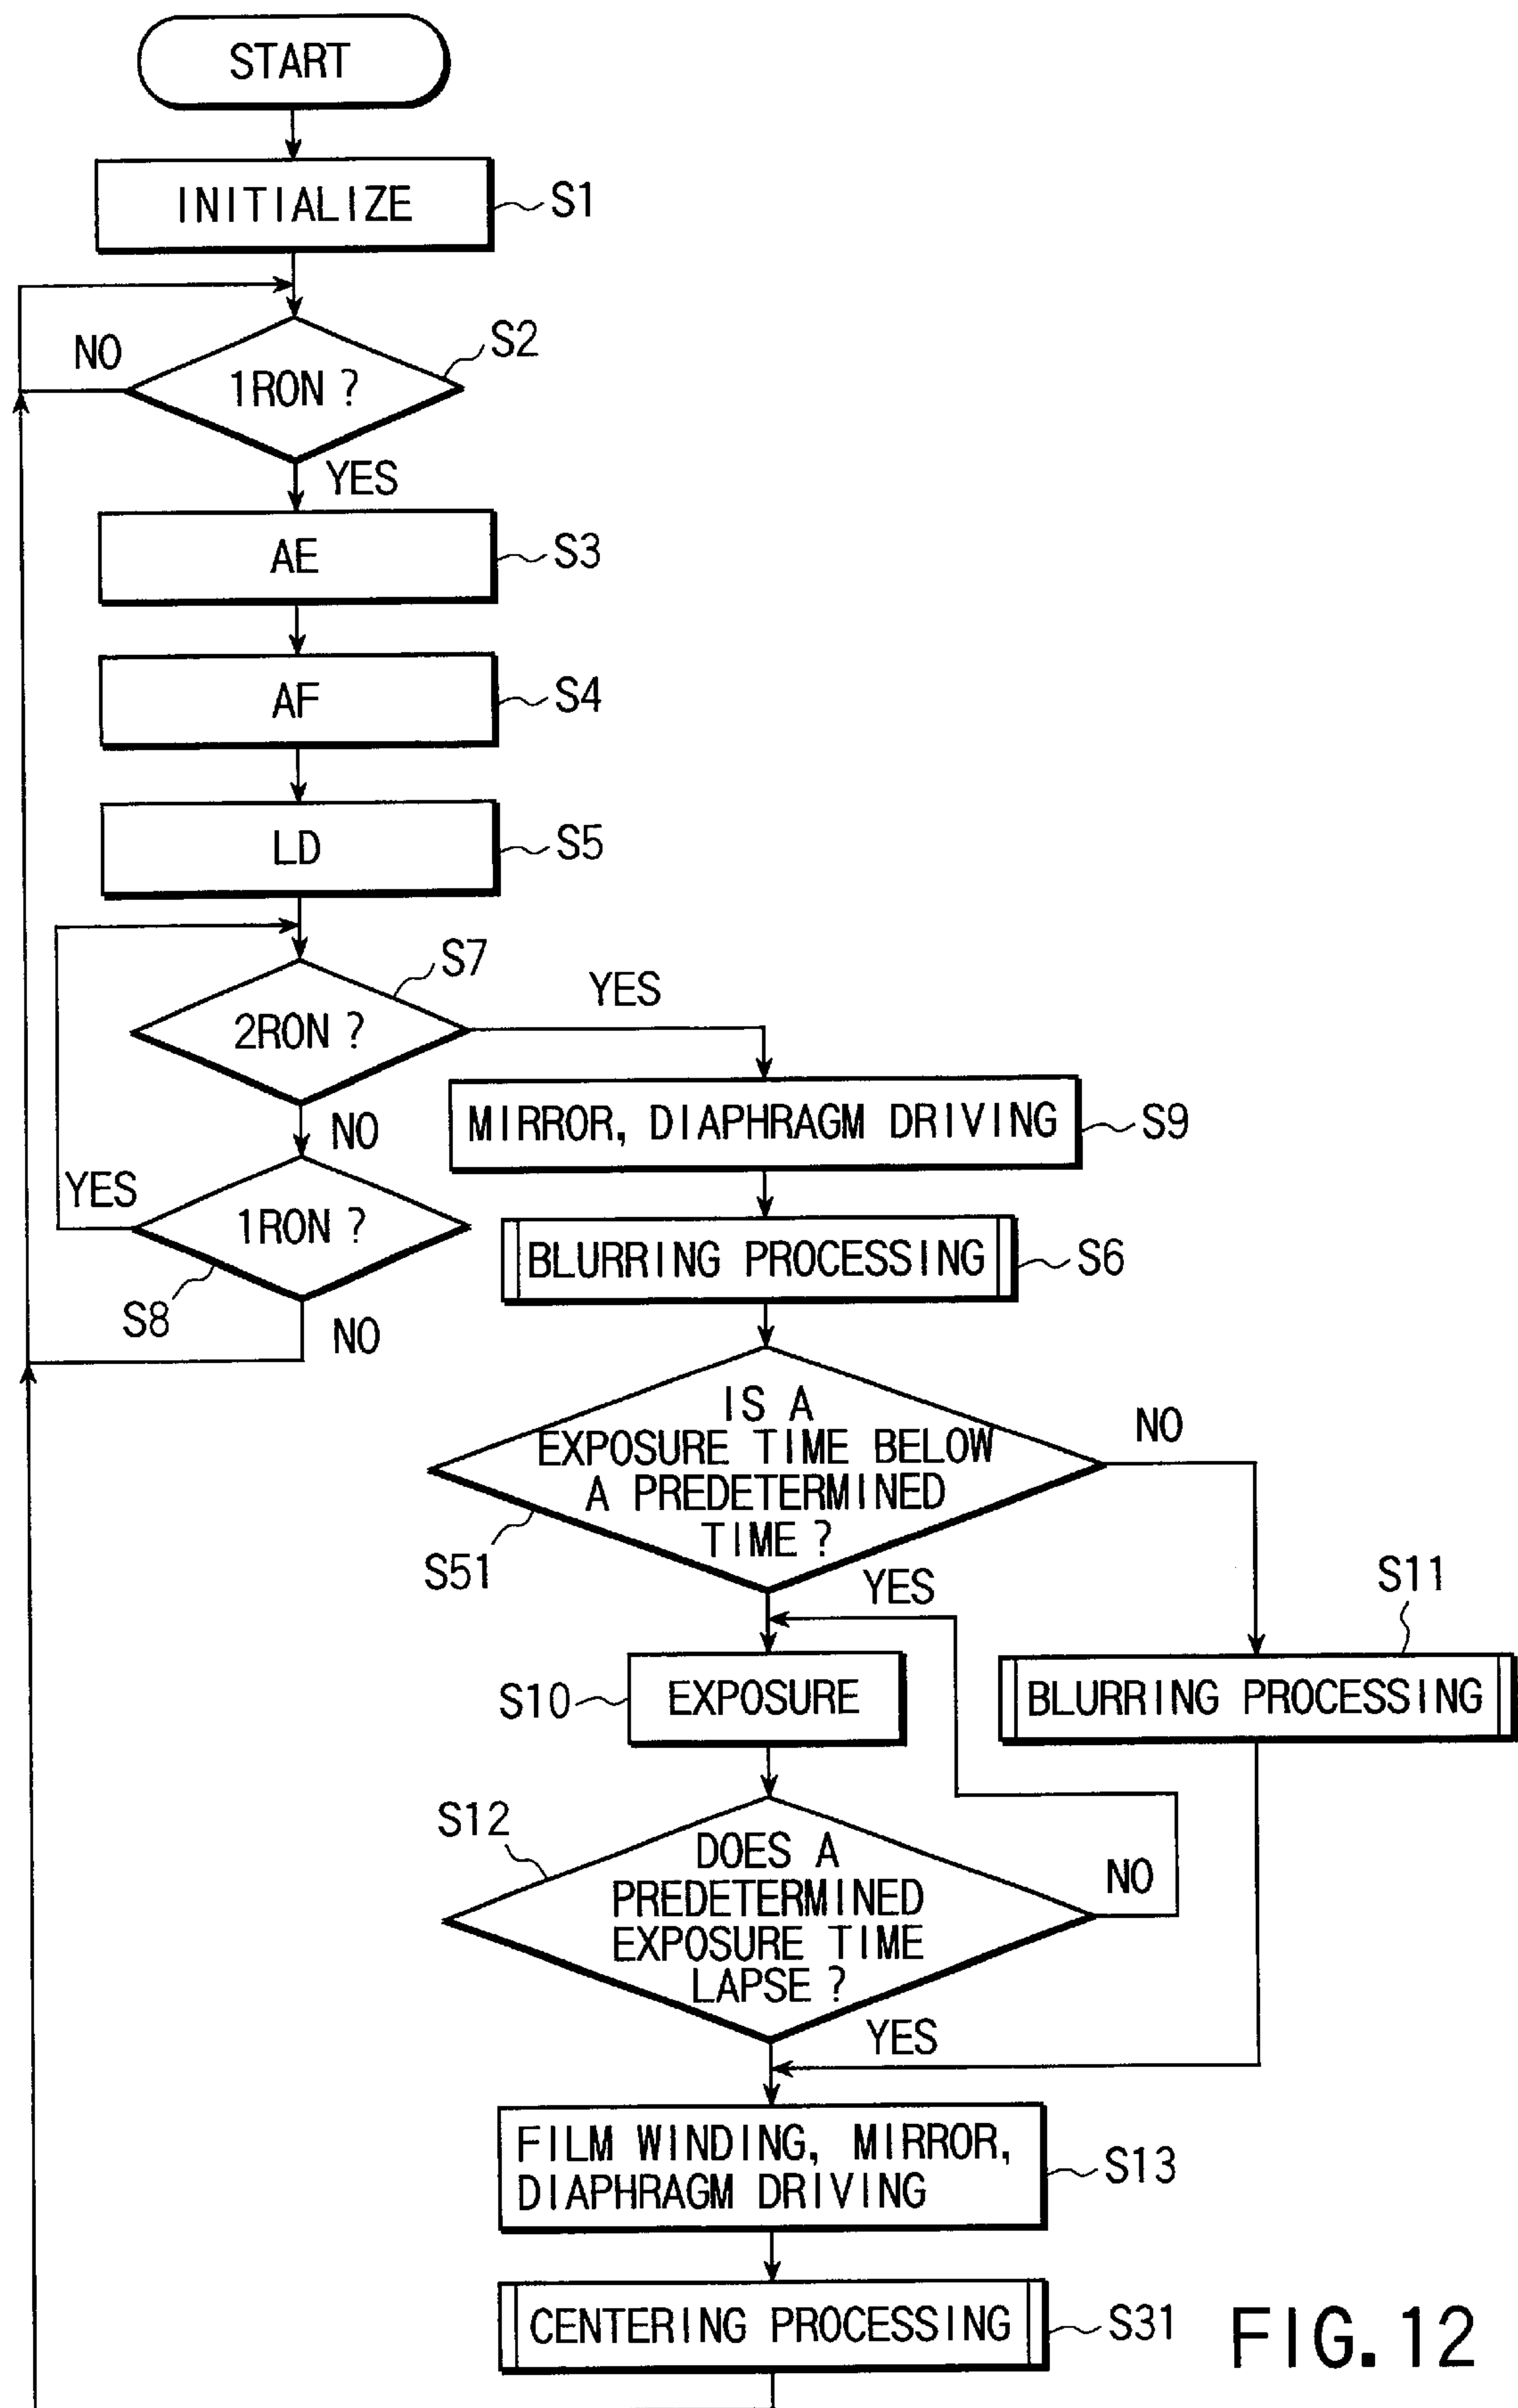 START
INITIALIZE
S1
NO
S2
1RON ?
YES
AE
S3
AF
S4
LD
S5
S7
YES
2RON ?
NO
MIRROR, DIAPHRAGM DRIVING
S9
YES
1RON ?
BLURRING PROCESSING
S6
S8
NO
IS A
EXPOSURE TIME BELOW
A PREDETERMINED
TIME ?
NO
S51
YES
S11
S10
EXPOSURE
BLURRING PROCESSING
S12
DOES A
PREDETERMINED
EXPOSURE TIME
LAPSE ?
NO
YES
FILM WINDING, MIRROR,
DIAPHRAGM DRIVING
S13
CENTERING PROCESSING
S31
FIG. 12